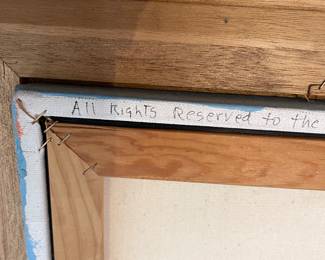 All Rights Reserved to the